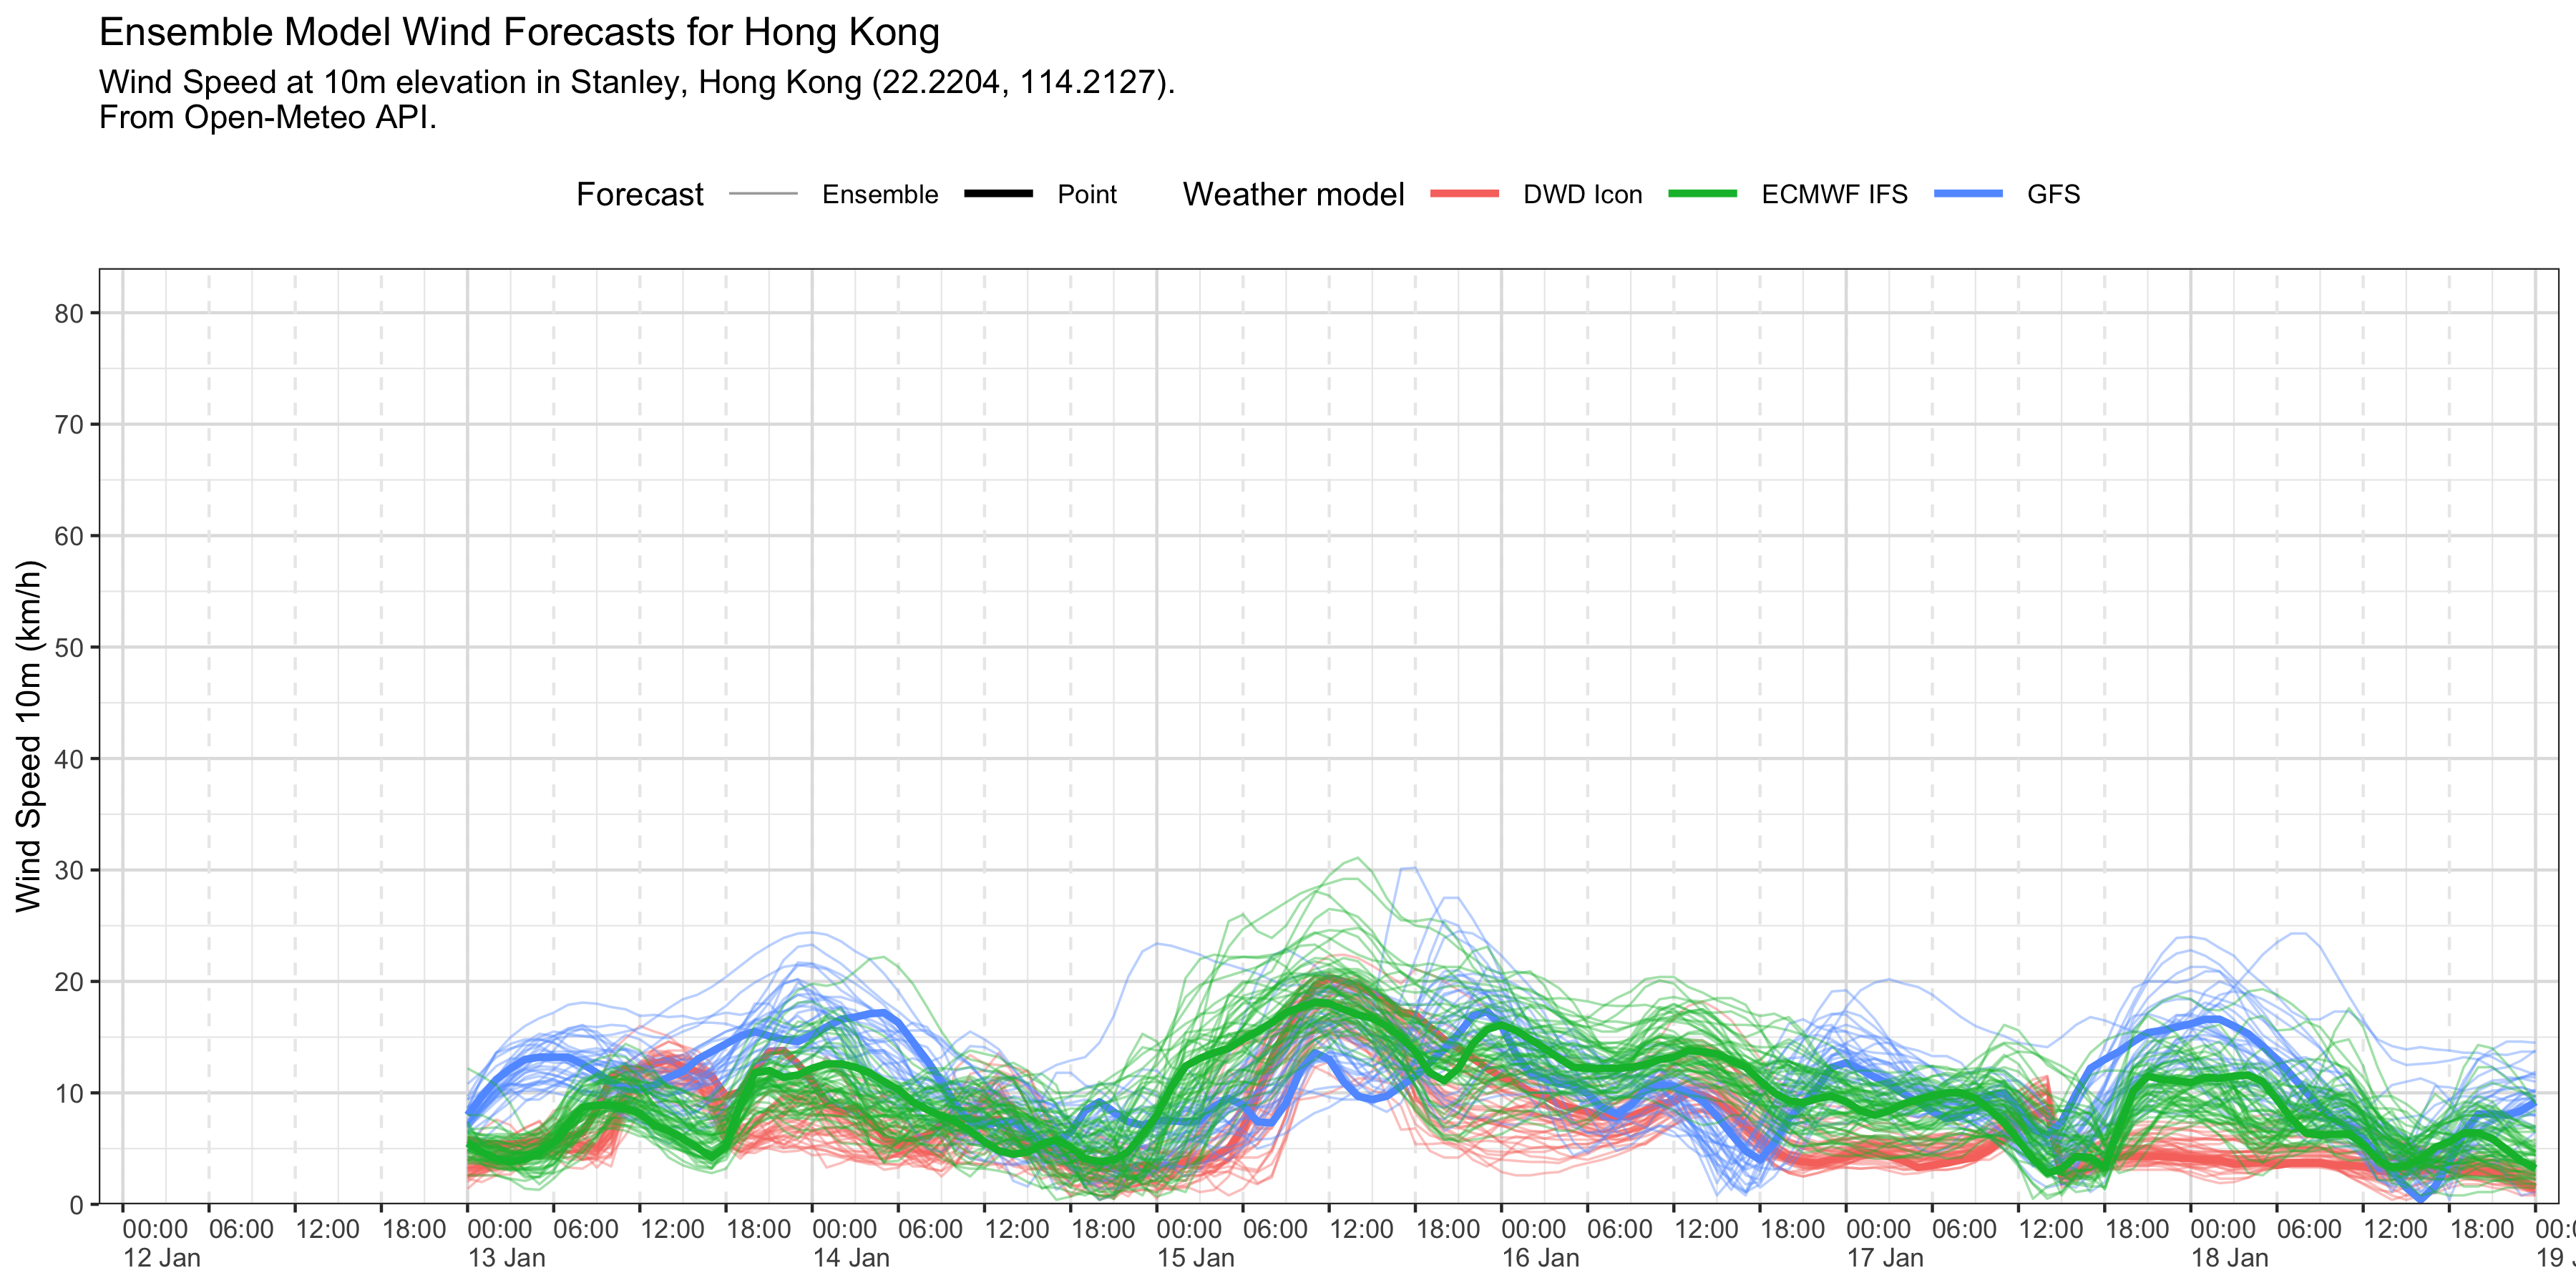 Ensemble Model Wind Forecasts for Hong Kong
Wind Speed at 10m elevation in Stanley, Hong Kong (22.2204, 114.2127).
From Open-Meteo API.
Forecast Ensemble Point Weather model DWD Icon ECMWF IFS GFS
Wind Speed 10m (km/h)
80
70
60
50
40
30
20
10
0
00:00 06:00 12:00 18:00 00:00 06:00 12:00 18:00 00:00 06:00 12:00 18:00 00:00 06:00 12:00 18:00 00:00 06:00 12:00 18:00 00:00 06:00 12:00 18:00 00:00 06:00 12:00 18:00 00:0
12 Jan 13 Jan 14 Jan 15 Jan 16 Jan 17 Jan 18 Jan 19